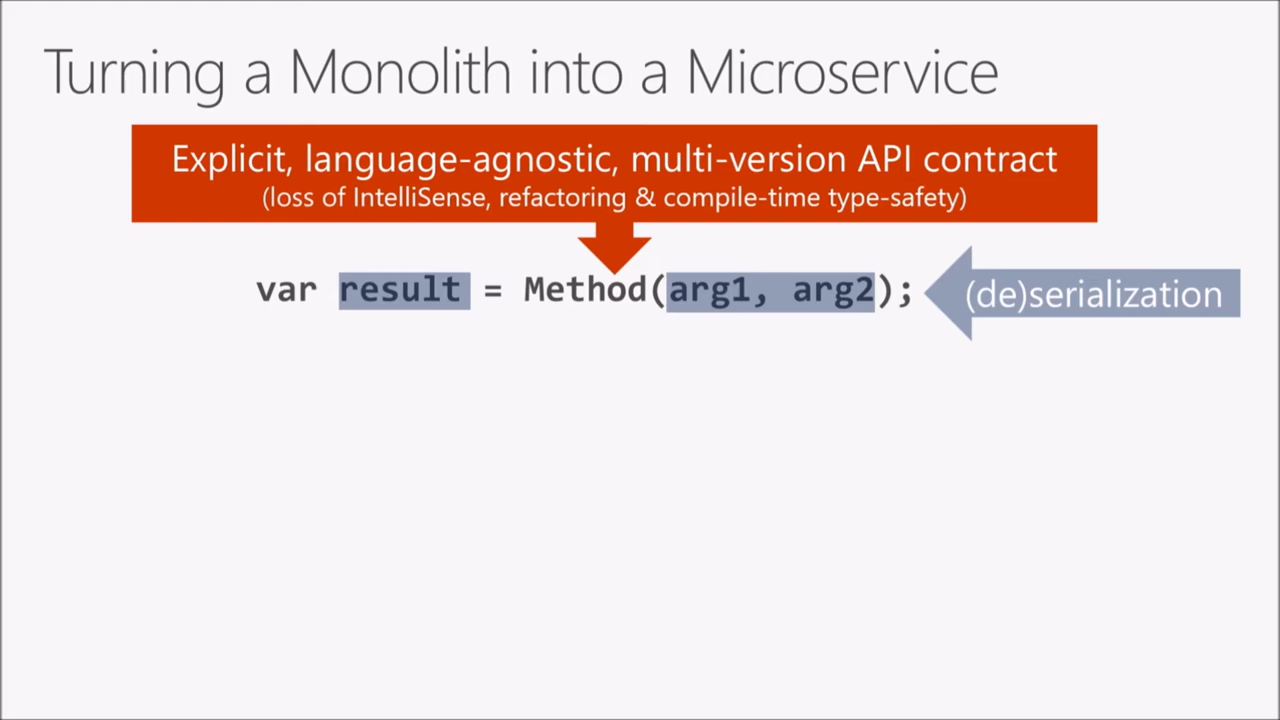 Turning a Monolith into a Microservice
Explicit, language-agnostic, multi-version API contract
(loss of IntelliSense, refactoring & compile-time type-safety)
var result = Method(arg1, arg2);
(de)serialization